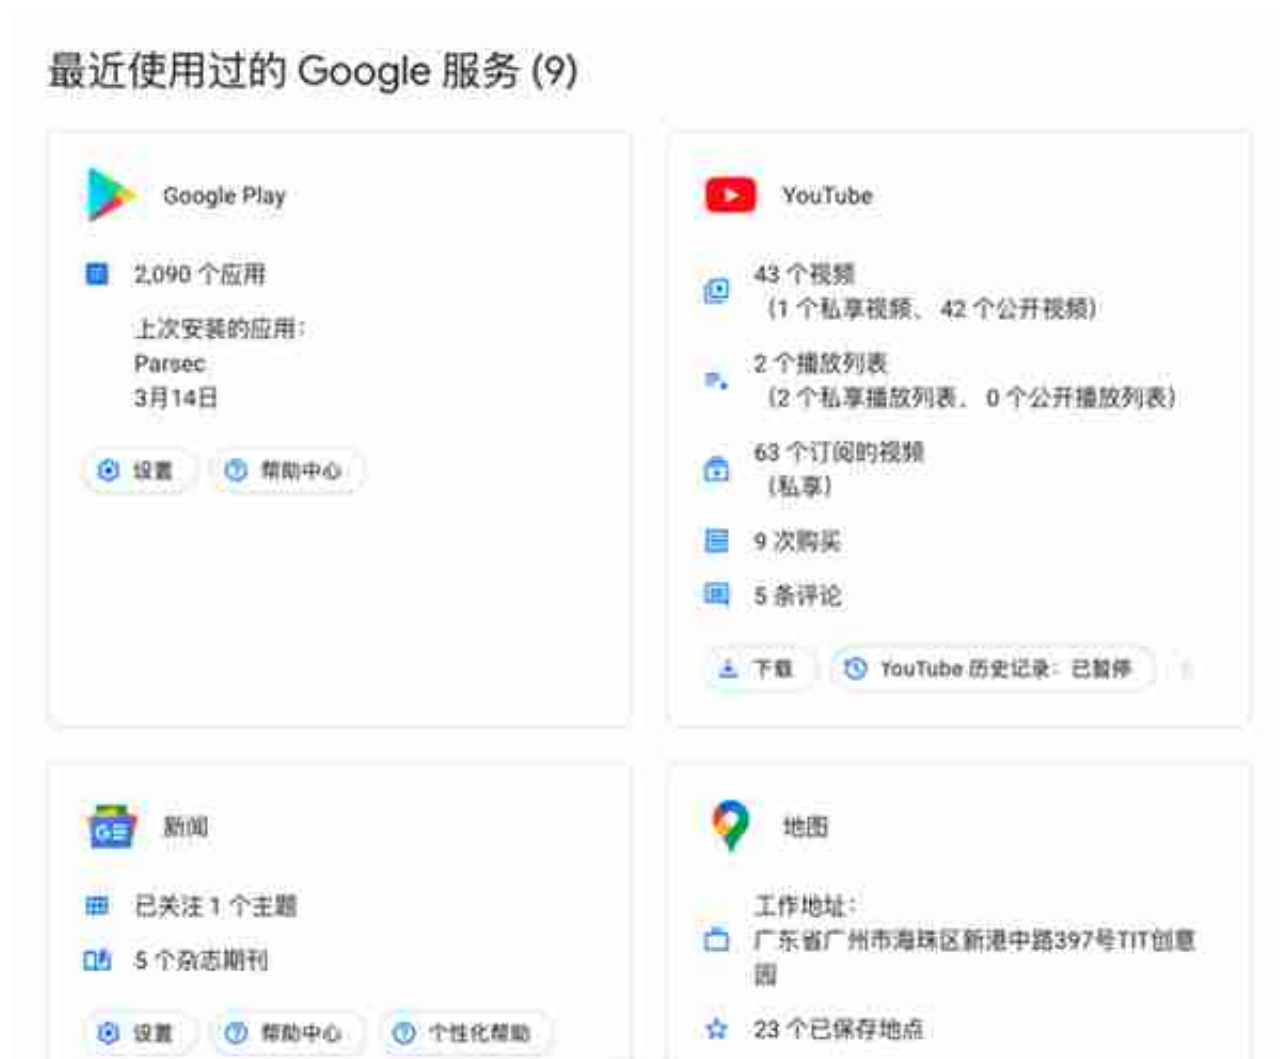 最近使用过的 Google 服务 (9)
Google Play
2,090 个应用
上次安装的应用：
Parsec
3月14日
设置
帮助中心
YouTube
43 个视频
（1 个私享视频、 42 个公开视频）
2 个播放列表
（2 个私享播放列表、 0 个公开播放列表）
63 个订阅的视频
（私享）
9 次购买
5 条评论
下载
YouTube 历史记录：已暂停
新闻
已关注 1 个主题
5 个杂志期刊
设置
帮助中心
个性化帮助
地图
工作地址：
广东省广州市海珠区新港中路397号TIT创意
园
23 个已保存地点